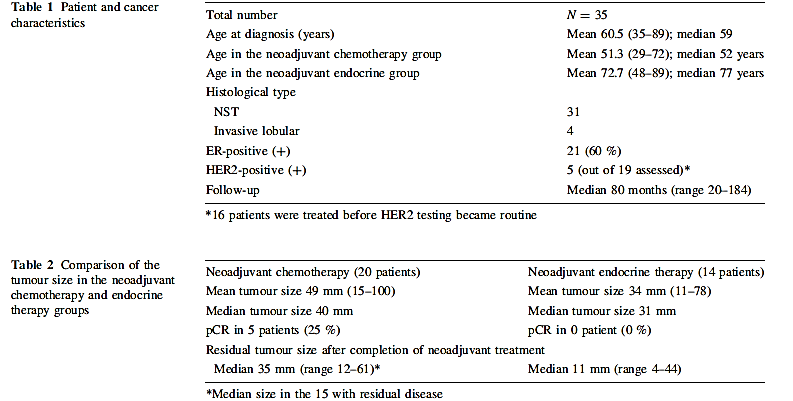 Table 1 Patient and cancer
characteristics
Total number N = 35
Age at diagnosis (years) Mean 60.5 (35–89); median 59
Age in the neoadjuvant chemotherapy group Mean 51.3 (29–72); median 52 years
Age in the neoadjuvant endocrine group Mean 72.7 (48–89); median 77 years
Histological type
NST 31
Invasive lobular 4
ER-positive (+) 21 (60 %)
HER2-positive (+) 5 (out of 19 assessed)*
Follow-up Median 80 months (range 20–184)
*16 patients were treated before HER2 testing became routine
Table 2 Comparison of the
tumour size in the neoadjuvant
chemotherapy and endocrine
therapy groups
Neoadjuvant chemotherapy (20 patients) Neoadjuvant endocrine therapy (14 patients)
Mean tumour size 49 mm (15–100) Mean tumour size 34 mm (11–78)
Median tumour size 40 mm Median tumour size 31 mm
pCR in 5 patients (25 %) pCR in 0 patient (0 %)
Residual tumour size after completion of neoadjuvant treatment
Median 35 mm (range 12–61)* Median 11 mm (range 4–44)
*Median size in the 15 with residual disease